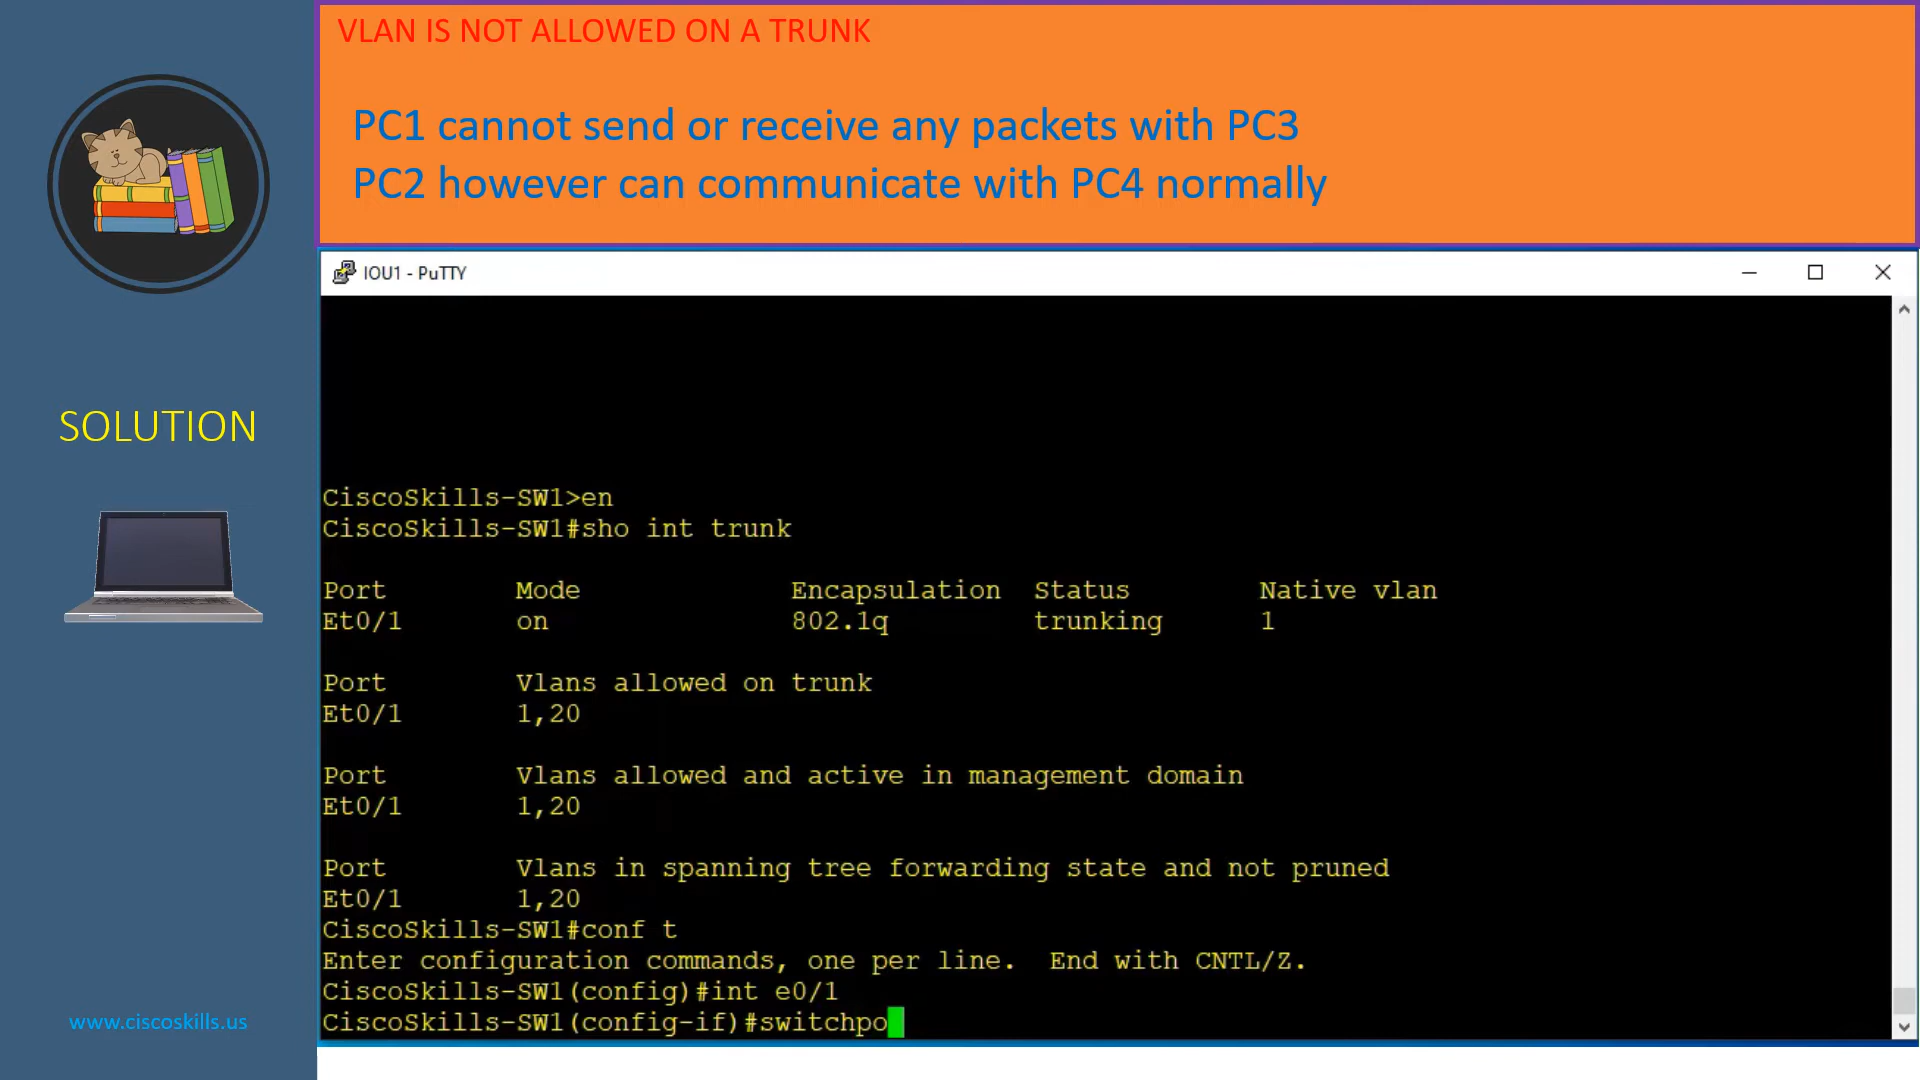 VLAN IS NOT ALLOWED ON A TRUNK
PC1 cannot send or receive any packets with PC3
PC2 however can communicate with PC4 normally
SOLUTION
www.ciscoskills.us
IOU1 - PuTTY
CiscoSkills-SW1>en
CiscoSkills-SW1#sho int trunk
Port Mode Encapsulation Status Native vlan
Et0/1 on 802.1q trunking 1
Port Vlans allowed on trunk
Et0/1 1,20
Port Vlans allowed and active in management domain
Et0/1 1,20
Port Vlans in spanning tree forwarding state and not pruned
Et0/1 1,20
CiscoSkills-SW1#conf t
Enter configuration commands, one per line. End with CNTL/Z.
CiscoSkills-SW1(config)#int e0/1
CiscoSkills-SW1(config-if)#switchpo